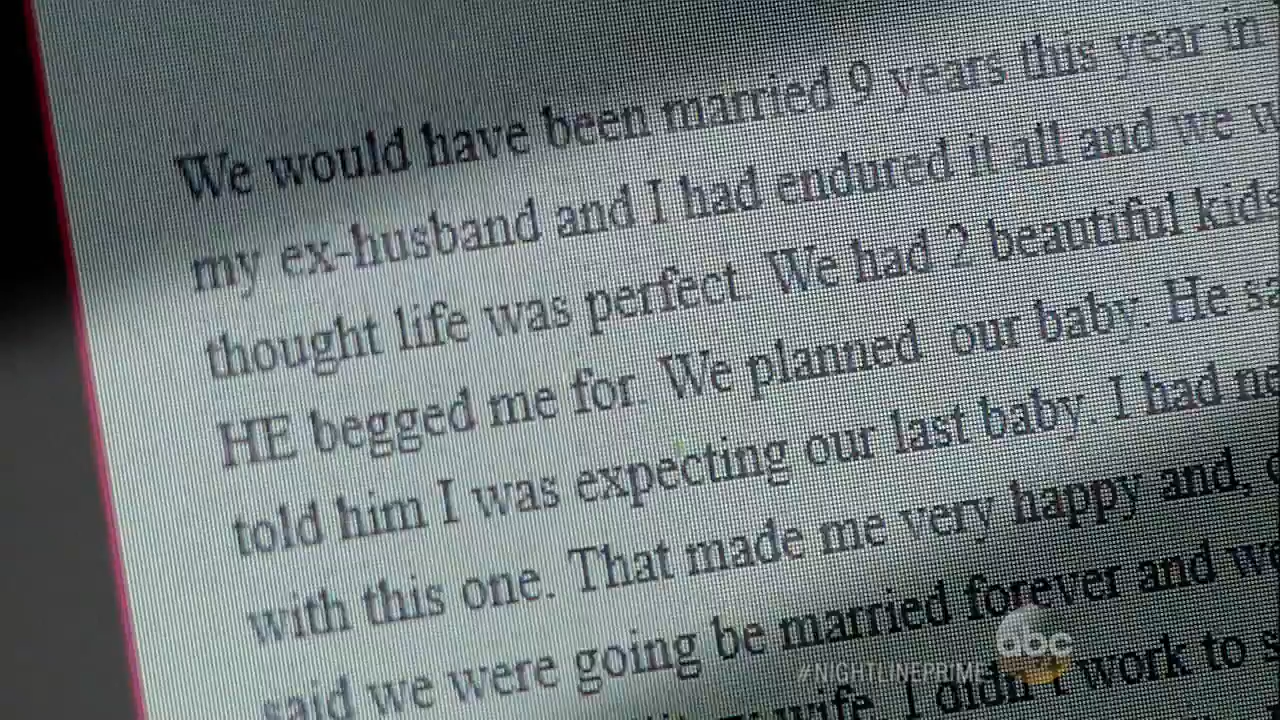 We would have been married 9 years this year in
my ex-husband and I had endured it all and we w
thought life was perfect. We had 2 beautiful kids
HE begged me for. We planned our baby. He sa
told him I was expecting our last baby. I had ne
with this one. That made me very happy and,
said we were going be married forever and we
wife. I didn't work to s
abc
#NIGHTLINEPRIME